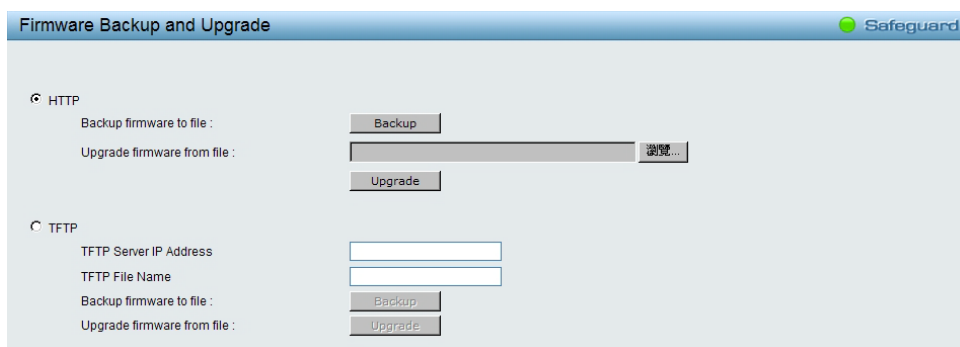 Firmware Backup and Upgrade Safeguard
HTTP
Backup firmware to file : Backup
Upgrade firmware from file : 瀏覽...
Upgrade
TFTP
TFTP Server IP Address
TFTP File Name
Backup firmware to file : Backup
Upgrade firmware from file : Upgrade